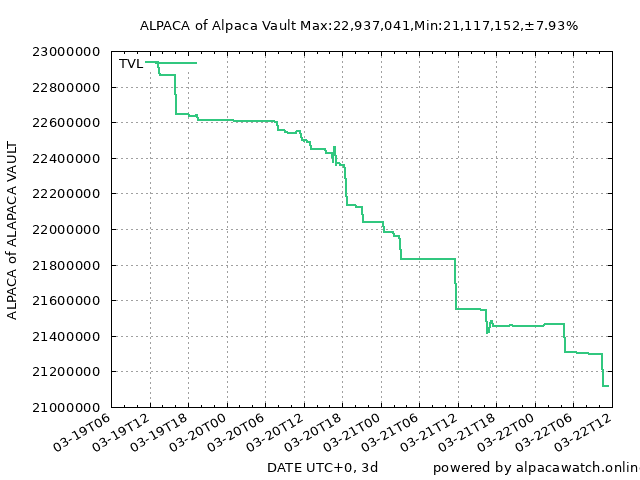 ALPACA of Alpaca Vault Max:22,937,041,Min:21,117,152,±7.93%
TVL
ALPACA of ALAPACA VAULT
23000000
22800000
22600000
22400000
22200000
22000000
21800000
21600000
21400000
21200000
21000000
03-19T06
03-19T12
03-19T18
03-20T00
03-20T06
03-20T12
03-20T18
03-21T00
03-21T06
03-21T12
03-21T18
03-22T00
03-22T06
03-22T12
DATE UTC+0, 3d
powered by alpacawatch.online